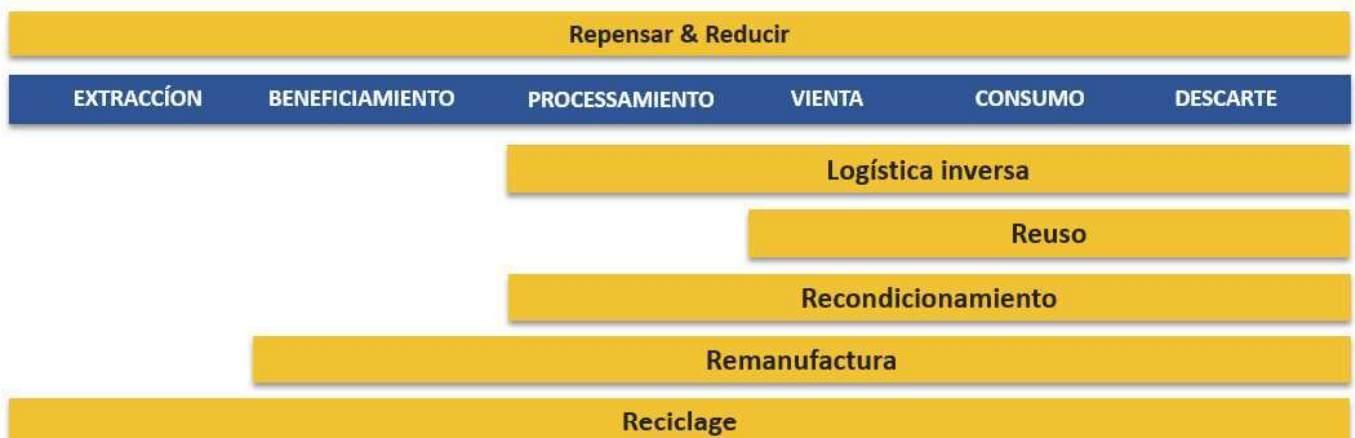 Repensar & Reducir
EXTRACCÍON BENEFICIAMIENTO PROCESSAMIENTO VIENTA CONSUMO DESCARTE
Logística inversa
Reuso
Recondicionamiento
Remanufactura
Reciclage